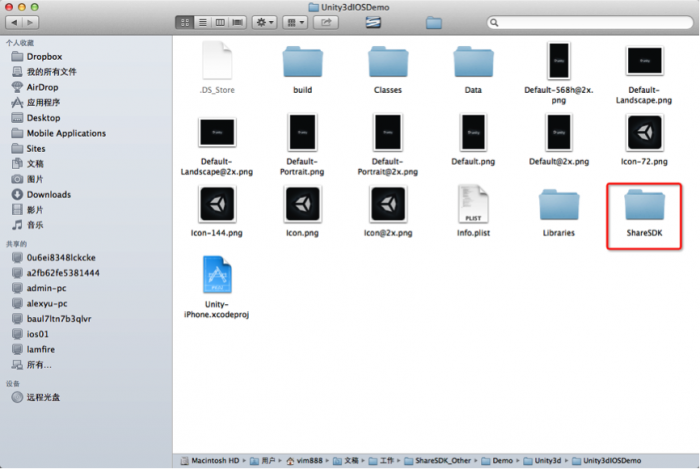 Unity3dIOSDemo
个人收藏
Dropbox
我的所有文件
AirDrop
应用程序
Desktop
Mobile Applications
Sites
文稿
图片
Downloads
影片
音乐
共享的
0u6ei8348lckcke
a2fb62fe5381444
admin-pc
alexyu-pc
baul7ltn7b3qlvr
ios01
lamfire
所有...
设备
远程光盘
.DS_Store
build
Classes
Data
Default-568h@2x.
png
Default-
Landscape.png
Default-
Landscape@2x.png
Default-
Portrait.png
Default-
Portrait@2x.png
Default.png
Default@2x.png
Icon-72.png
Icon-144.png
Icon.png
Icon@2x.png
PLIST
Info.plist
Libraries
ShareSDK
Unity-
iPhone.xcodeproj
Macintosh HD ▸ 用户 ▸ vim888 ▸ 文稿 ▸ 工作 ▸ ShareSDK_Other ▸ Demo ▸ Unity3d ▸ Unity3dIOSDemo